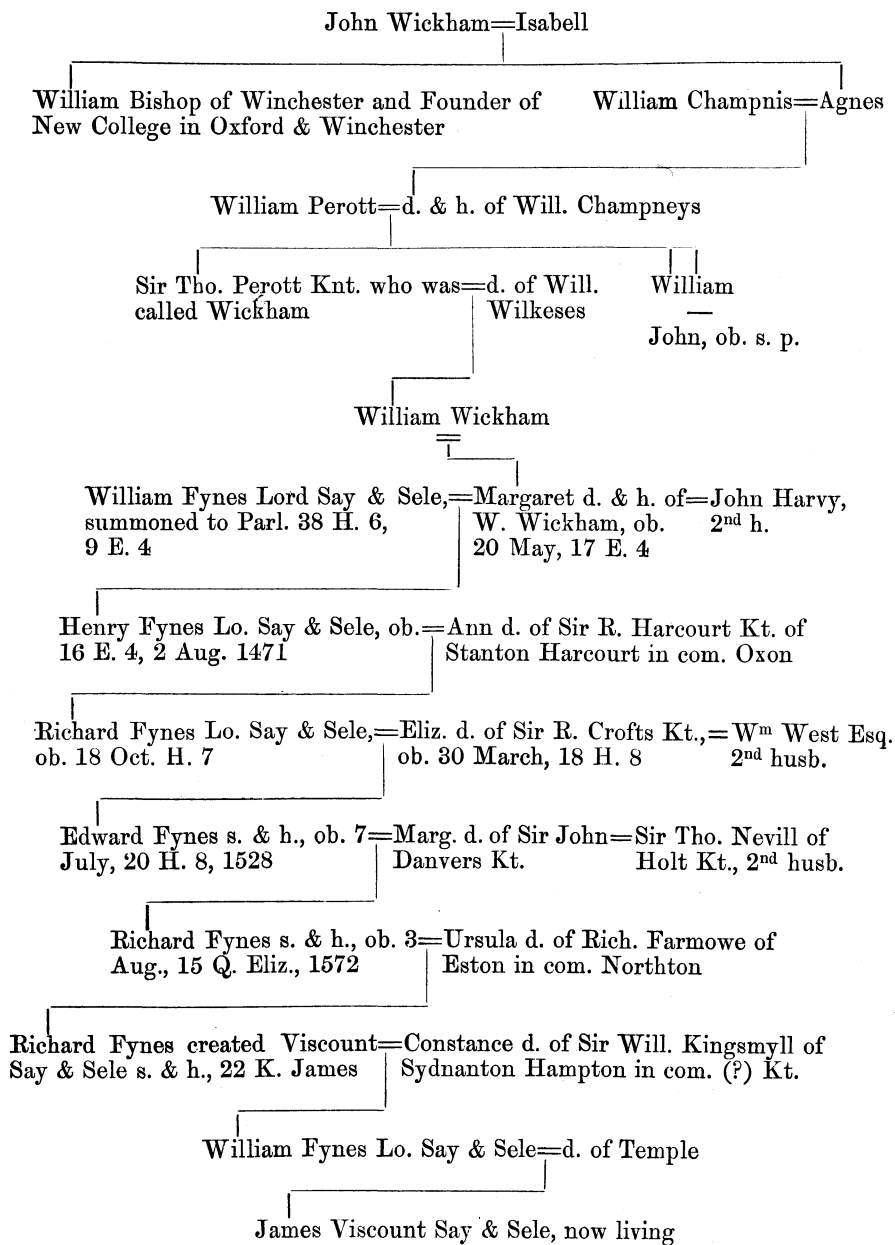 John Wickham=Isabell
William Bishop of Winchester and Founder of
New College in Oxford & Winchester
William Champnis=Agnes
William Perott=d. & h. of Will. Champneys
Sir Tho. Perott Knt. who was=d. of Will.
called Wickham
Wilkeses
William
—
John, ob. s. p.
William Wickham
=
William Fynes Lord Say & Sele,=Margaret d. & h. of=John Harvy,
summoned to Parl. 38 H. 6,
9 E. 4
W. Wickham, ob.
20 May, 17 E. 4
2nd h.
Henry Fynes Lo. Say & Sele, ob.=Ann d. of Sir R. Harcourt Kt. of
16 E. 4, 2 Aug. 1471
Stanton Harcourt in com. Oxon
Richard Fynes Lo. Say & Sele,=Eliz. d. of Sir R. Crofts Kt.,=Wm West Esq.
ob. 18 Oct. H. 7
ob. 30 March, 18 H. 8
2nd husb.
Edward Fynes s. & h., ob. 7=Marg. d. of Sir John=Sir Tho. Nevill of
July, 20 H. 8, 1528
Danvers Kt.
Holt Kt., 2nd husb.
Richard Fynes s. & h., ob. 3=Ursula d. of Rich. Farmowe of
Aug., 15 Q. Eliz., 1572
Eston in com. Northton
Richard Fynes created Viscount=Constance d. of Sir Will. Kingsmyll of
Say & Sele s. & h., 22 K. James
Sydnanton Hampton in com. (?) Kt.
William Fynes Lo. Say & Sele=d. of Temple
James Viscount Say & Sele, now living